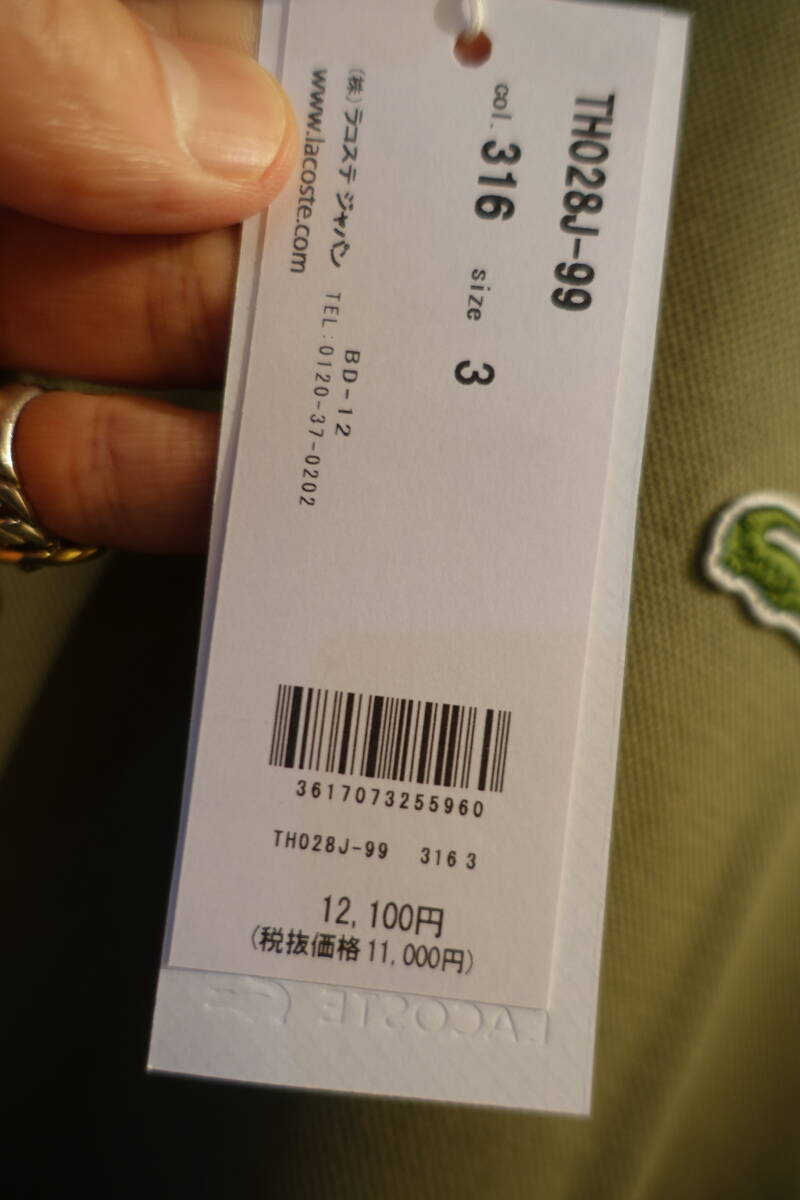 TH028J-99
col. 316 size 3
BD-12
(株)ラコステ ジャパン TEL:0120-37-0202
www.lacoste.com
3617073255960
TH028J-99 316 3
12,100円
(税抜価格 11,000円)
LACOSTE